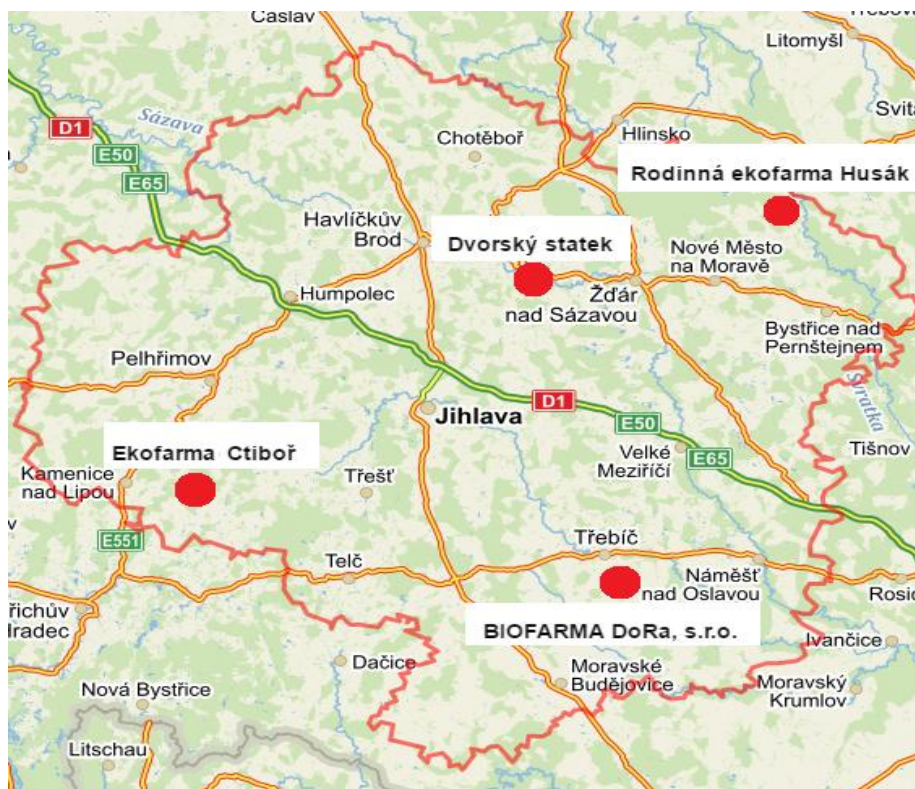 Čáslav
Litomyšl
Sázava
D1
Chotěboř
Hlinsko
E50
E65
Rodinná ekofarma Husák
Havlíčkův
Brod
Dvorský statek
Nové Město
na Moravě
Humpolec
Žďár
nad Sázavou
Bystřice nad
Pernštejnem
Pelhřimov
Svratka
D1
Jihlava
E50
Ekofarma Ctiboř
Velké
Meziříčí
E65
Tišnov
Kamenice
nad Lipou
Třešť
E551
Třebíč
Telč
Náměšť
nad Oslavou
Rosic
řichův
Hradec
BIOFARMA DoRa, s.r.o.
Ivančice
Dačice
Moravské
Budějovice
Moravský
Krumlov
Nová Bystřice
Litschau